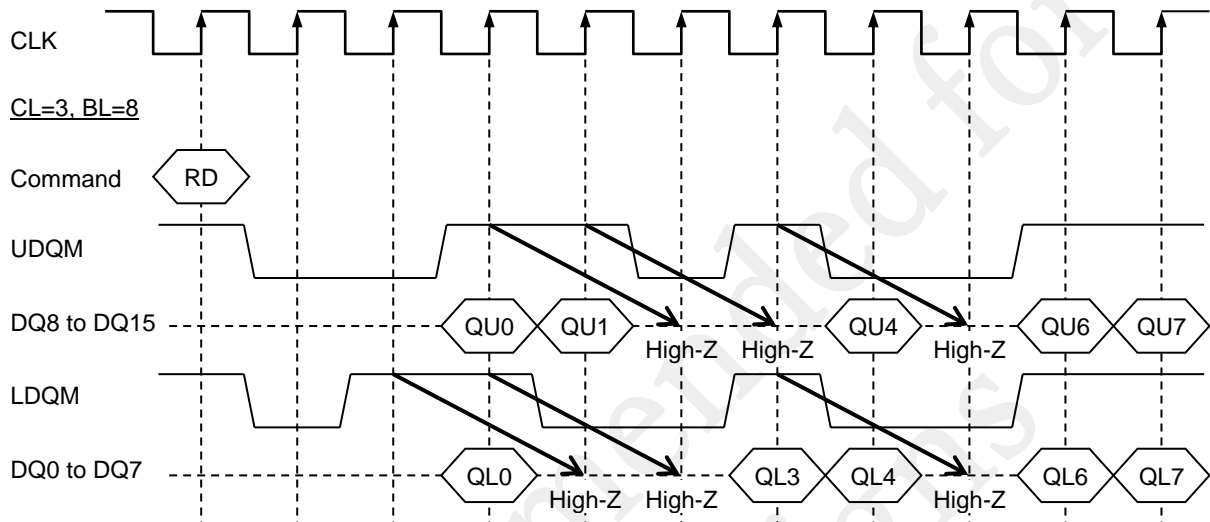 CLK
CL=3, BL=8
Command RD
UDQM
DQ8 to DQ15 QU0 QU1 QU4 QU6 QU7
High-Z High-Z High-Z
LDQM
DQ0 to DQ7 QL0 QL3 QL4 QL6 QL7
High-Z High-Z High-Z